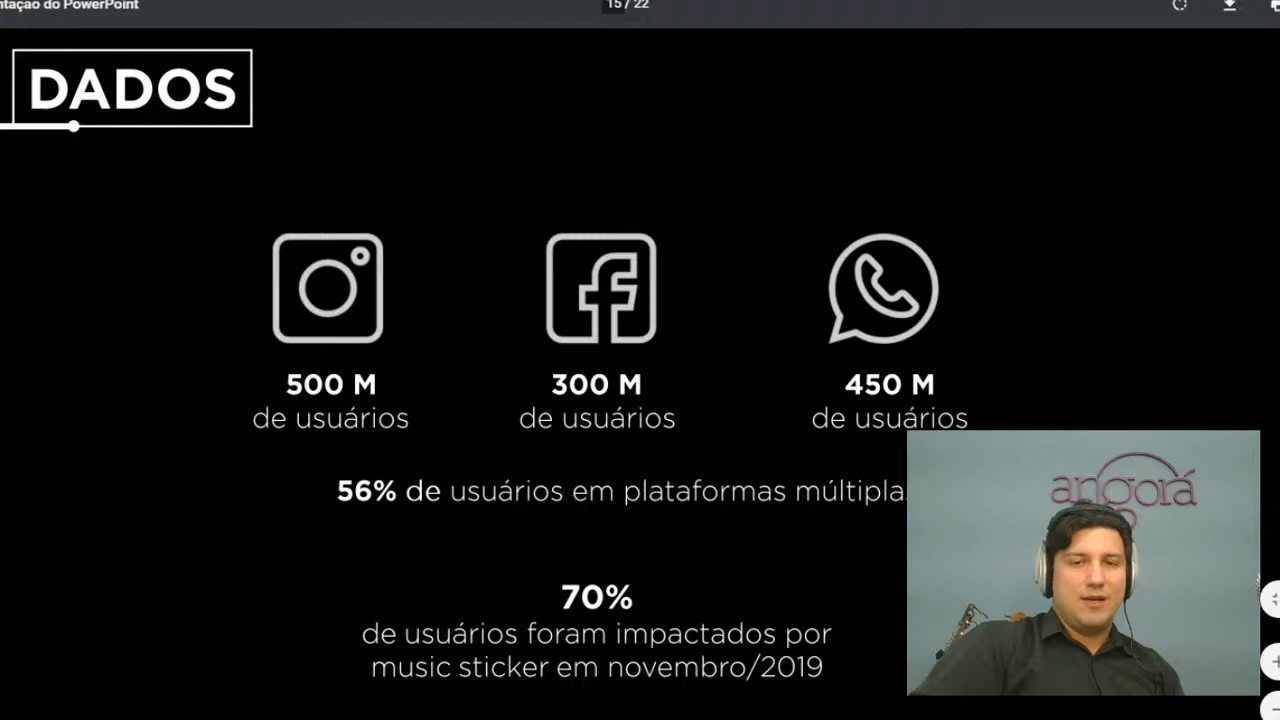 ntação do PowerPoint
15 / 22
DADOS
500 M
de usuários
300 M
de usuários
450 M
de usuários
56% de usuários em plataformas múltipla
angorá
70%
de usuários foram impactados por
music sticker em novembro/2019